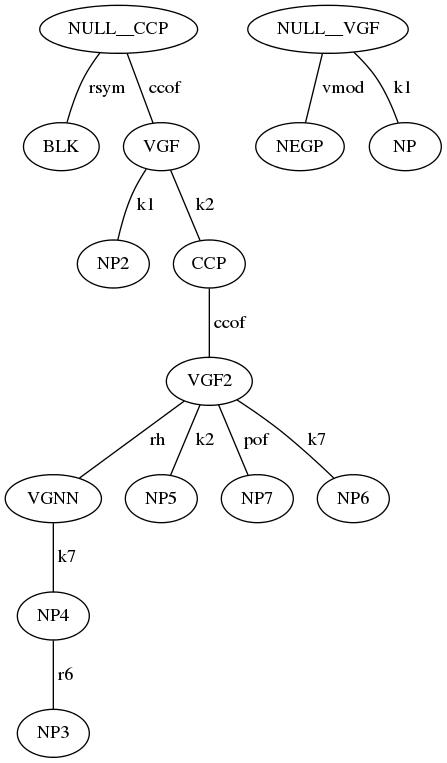 NULL__CCP NULL__VGF
rsym ccof vmod k1
BLK VGF NEGP NP
k1 k2
NP2 CCP
ccof
VGF2
rh k2 pof k7
VGNN NP5 NP7 NP6
k7
NP4
r6
NP3